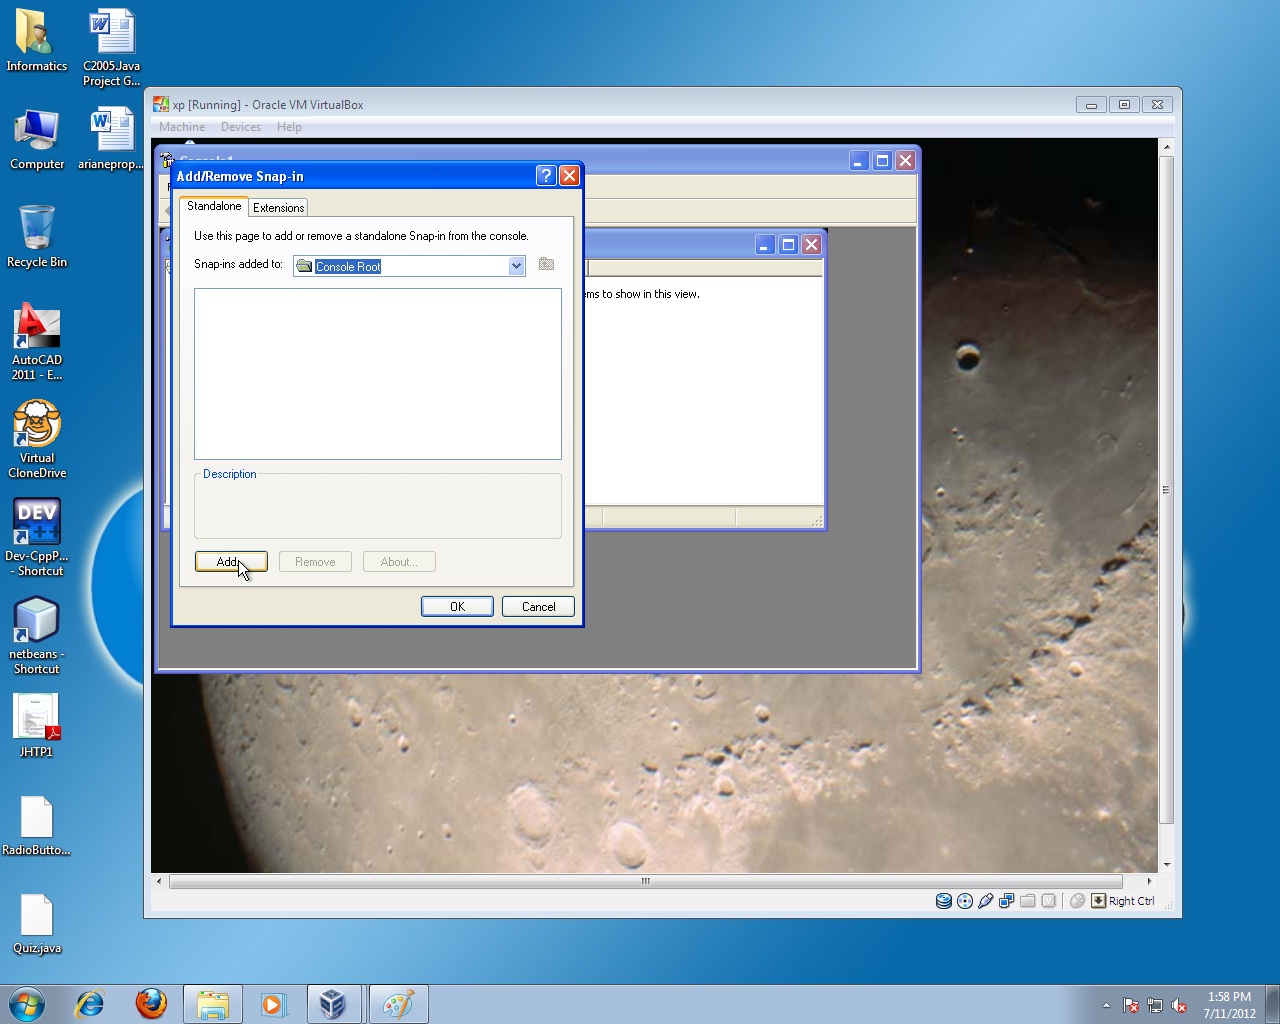 Informatics
C2005.Java
Project G...
Computer
arianeprop...
Recycle Bin
AutoCAD
2011 - E...
Virtual
CloneDrive
DEV
C++
Dev-CppP...
- Shortcut
netbeans -
Shortcut
JHTP1
RadioButto...
Quiz.java
xp [Running] - Oracle VM VirtualBox
Machine Devices Help
Add/Remove Snap-in
Standalone Extensions
Use this page to add or remove a standalone Snap-in from the console.
Snap-ins added to: Console Root
ems to show in this view.
Description
Add... Remove About...
OK Cancel
Right Ctrl
1:58 PM
7/11/2012